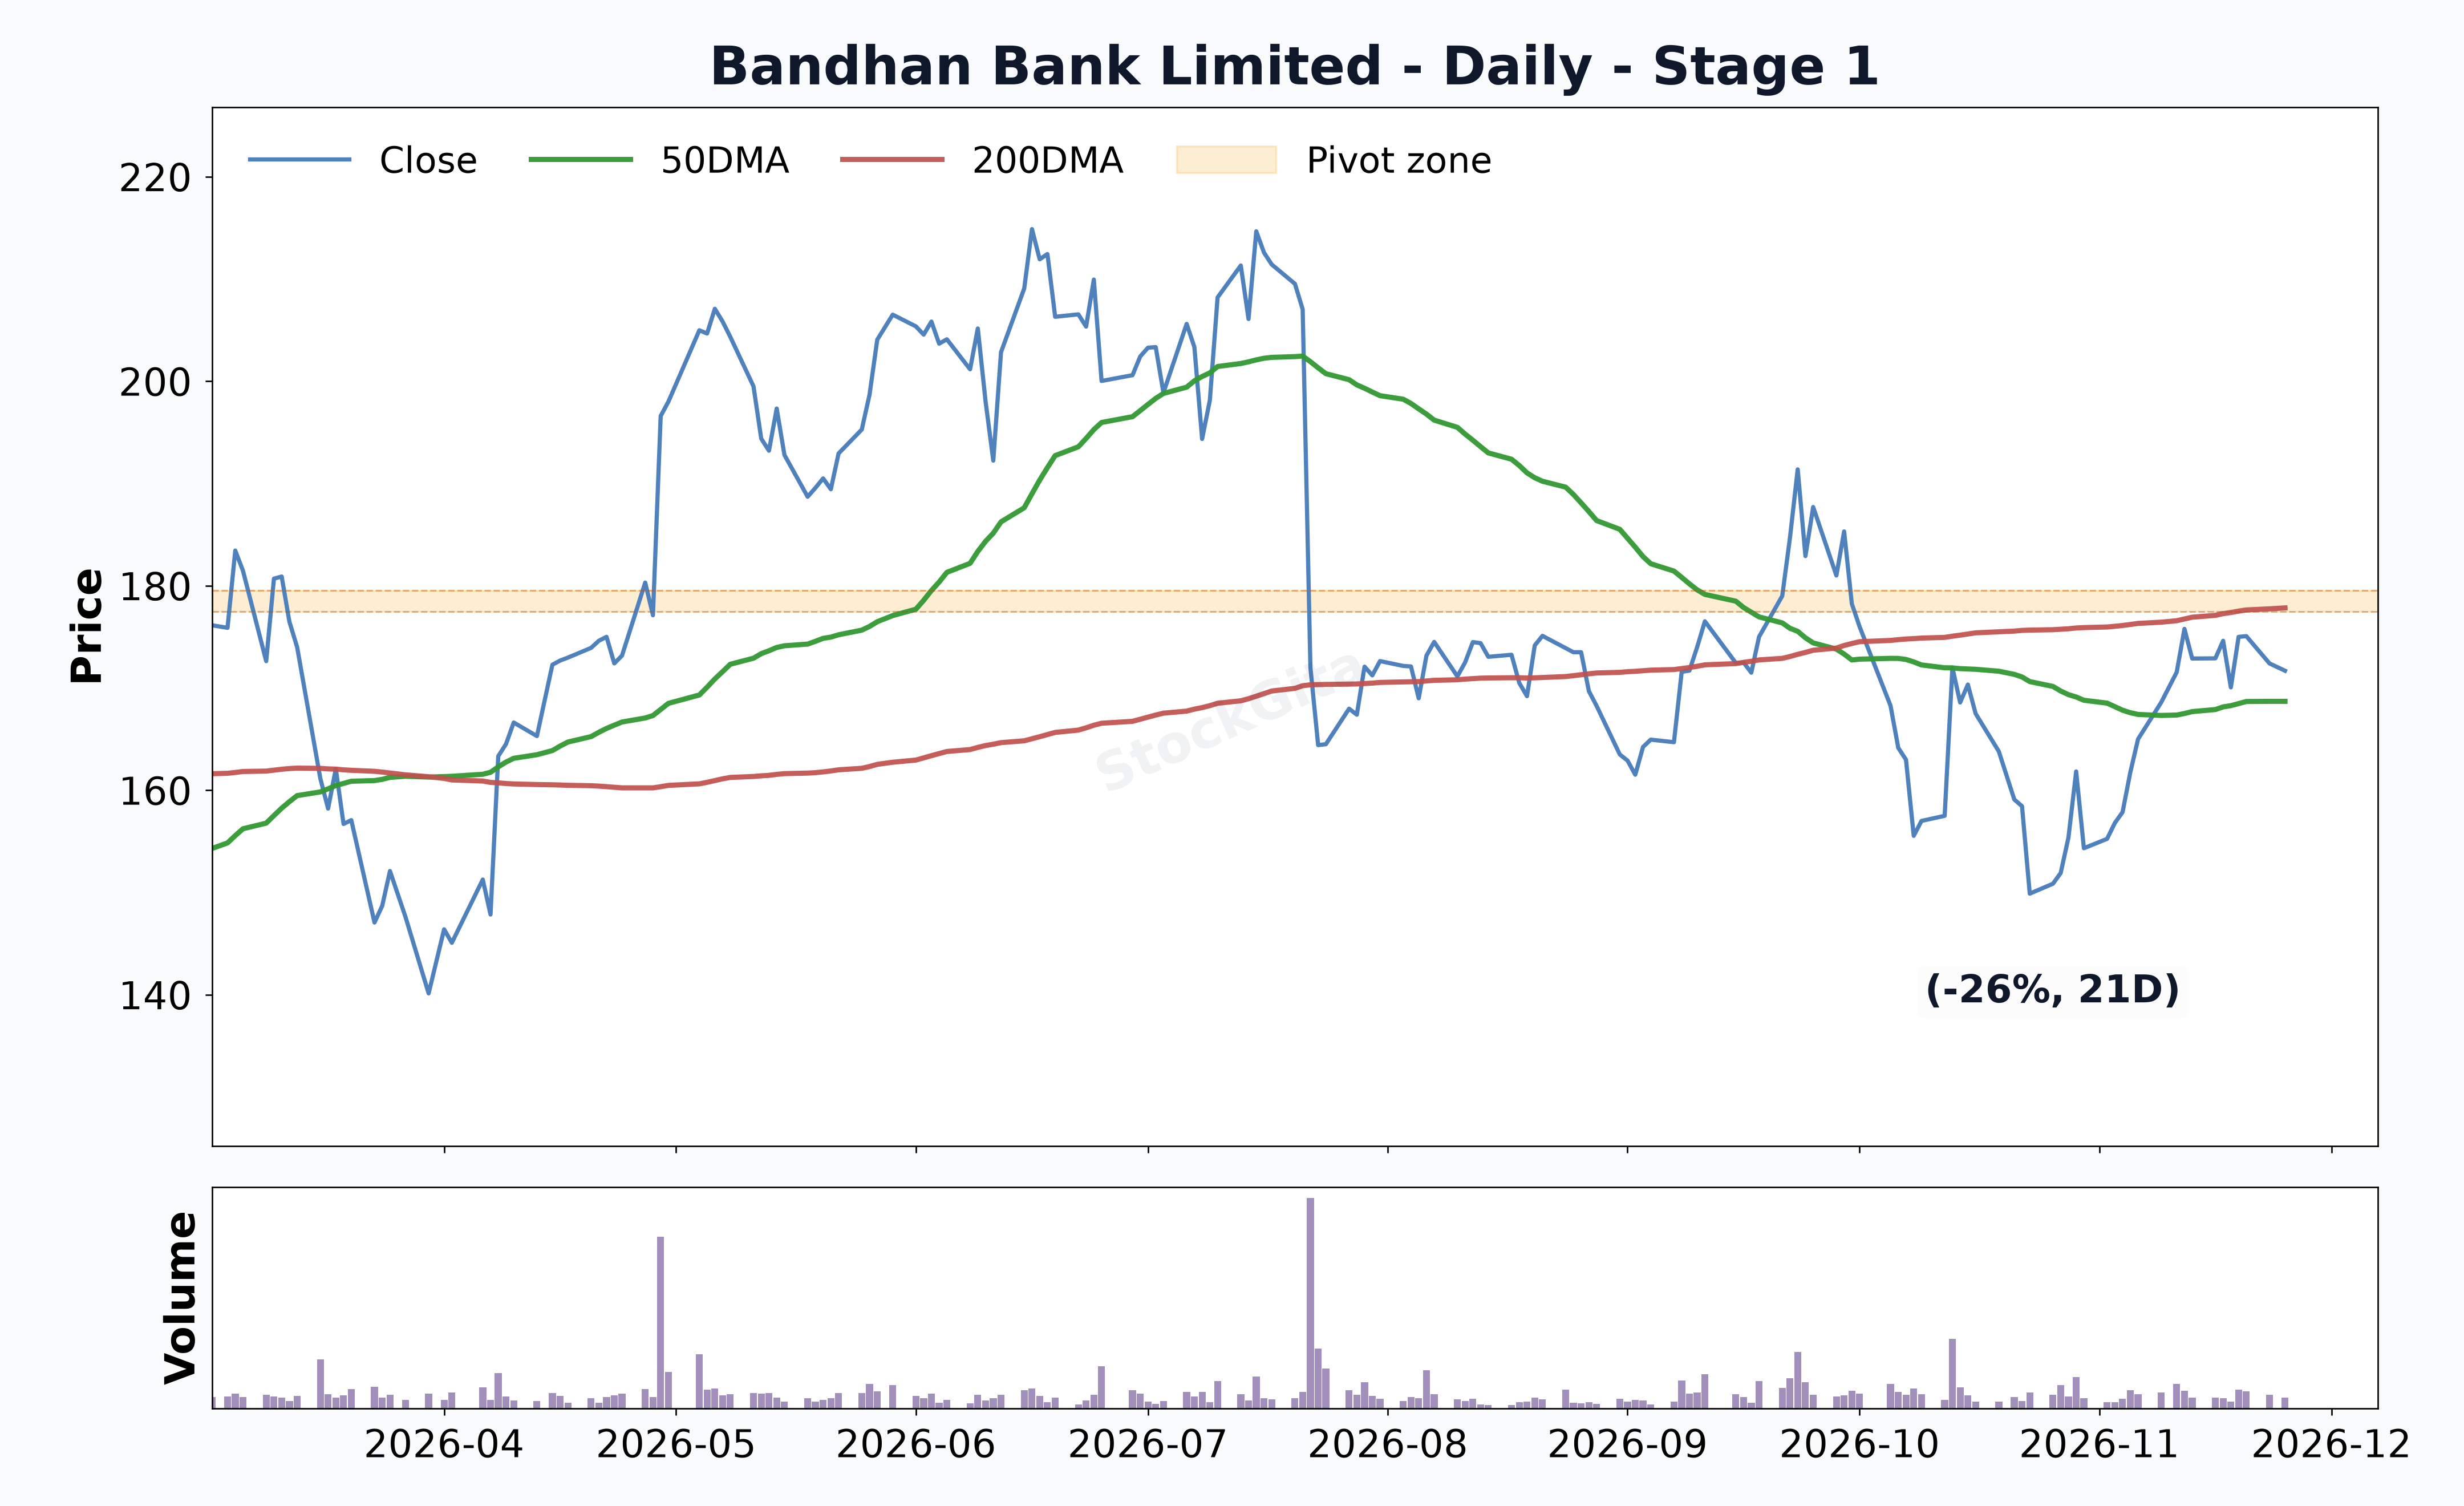 Bandhan Bank Limited - Daily - Stage 1
Close 50DMA 200DMA Pivot zone
220
200
180
160
140
Price
StockGita
(-26%, 21D)
Volume
2026-04 2026-05 2026-06 2026-07 2026-08 2026-09 2026-10 2026-11 2026-12